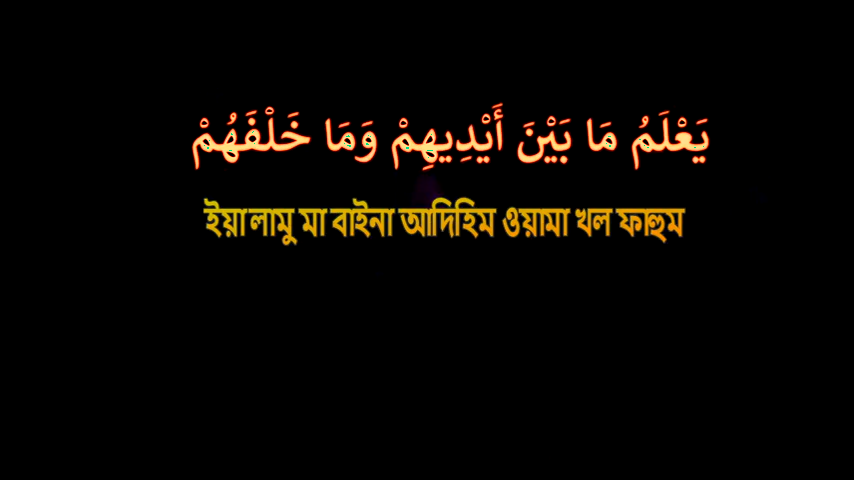 يَعْلَمُ مَا بَيْنَ أَيْدِيهِمْ وَمَا خَلْفَهُمْ
ইয়া লামু মা বাইনা আদিহিম ওয়ামা খল ফাহুম